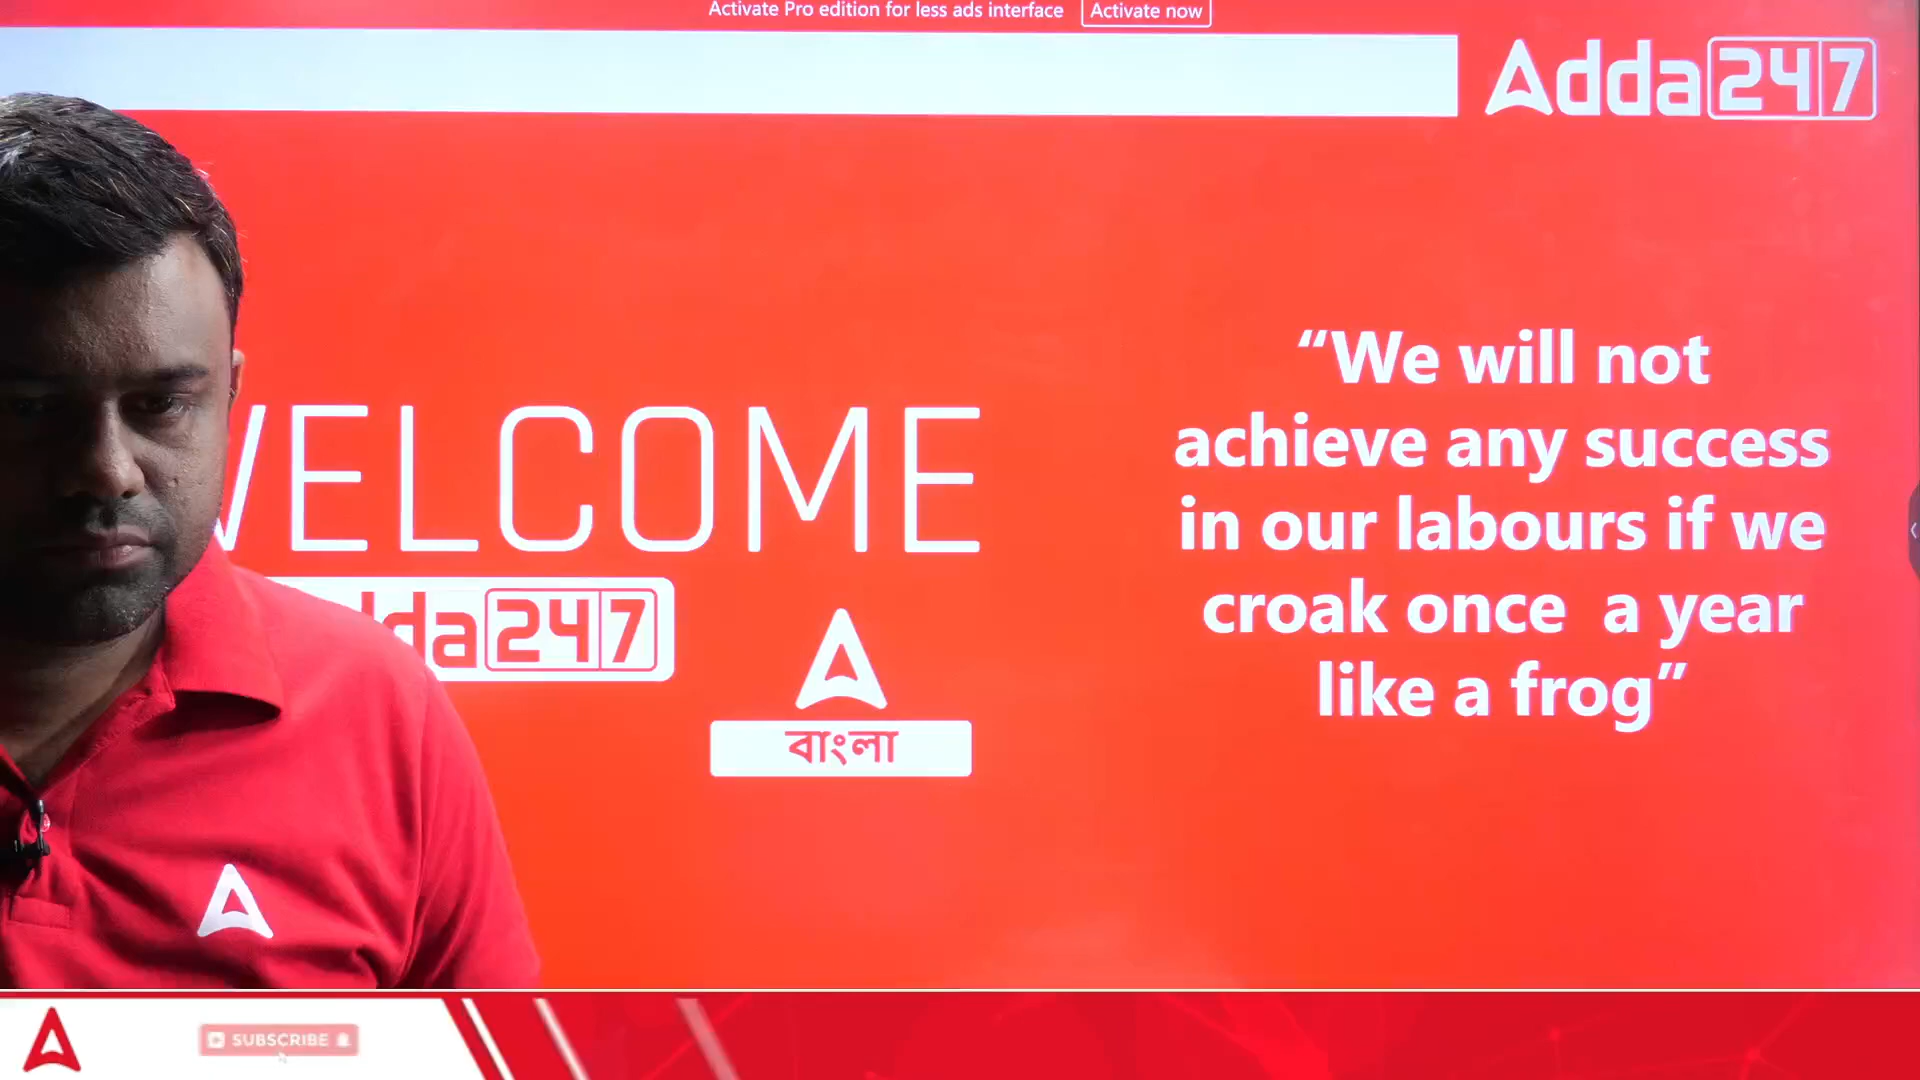 Activate Pro edition for less ads interface Activate now
Adda247
WELCOME
da247
বাংলা
“We will not
achieve any success
in our labours if we
croak once a year
like a frog”
SUBSCRIBE